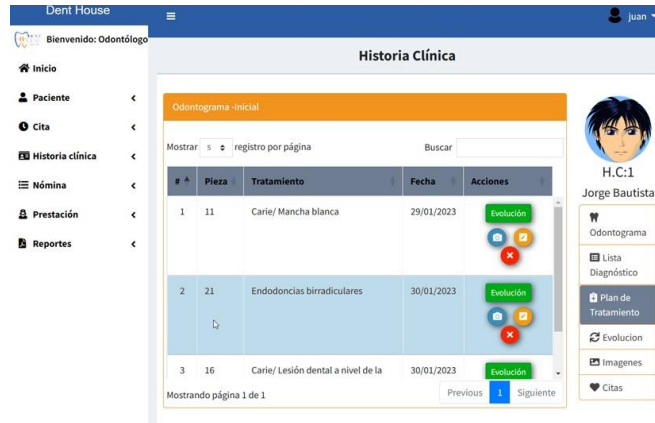 Dent House
juan
Bienvenido: Odontólogo
Historia Clínica
Inicio
Paciente
Cita
Historia clínica
Nómina
Prestación
Reportes
Odontograma -Inicial
Mostrar 5 registro por página
Buscar
# Pieza Tratamiento Fecha Acciones
1 11 Carie/ Mancha blanca 29/01/2023 Evolución
2 21 Endodoncias birradiculares 30/01/2023 Evolución
3 16 Carie/ Lesión dental a nivel de la 30/01/2023 Evolución
Mostrando página 1 de 1
Previous 1 Siguiente
H.C:1
Jorge Bautista
Odontograma
Lista
Diagnóstico
Plan de
Tratamiento
Evolucion
Imagenes
Citas